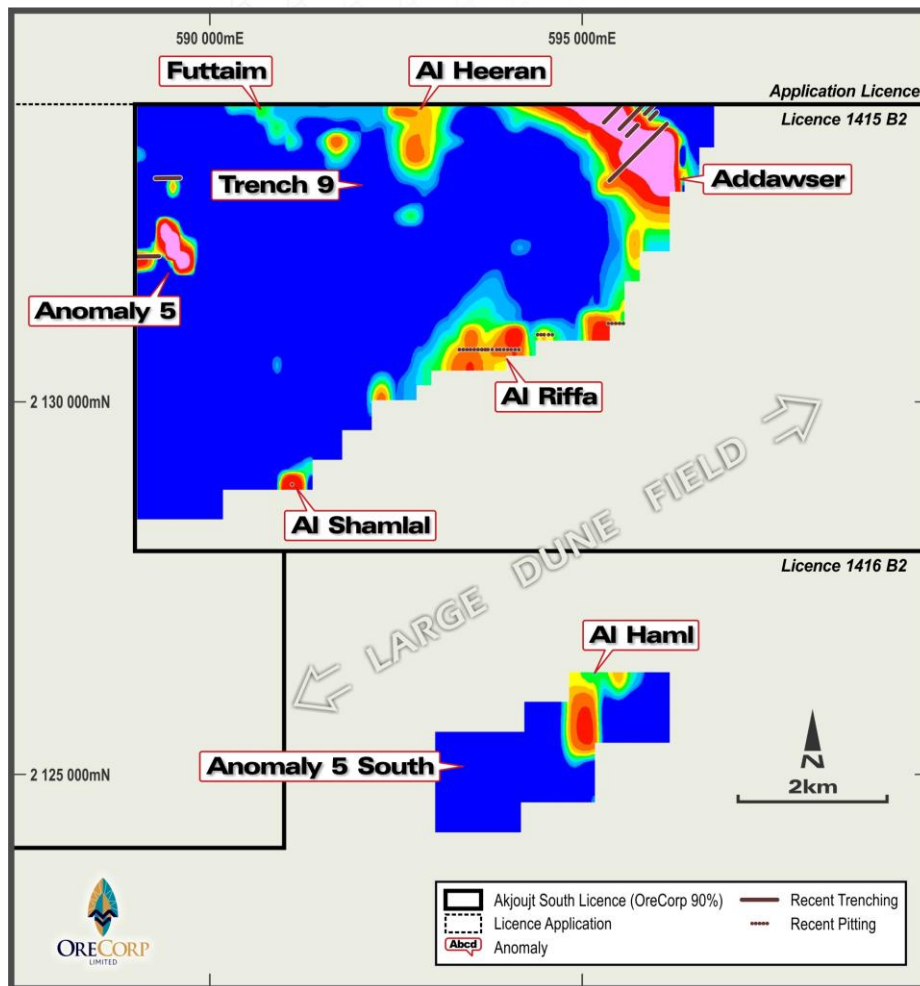 590 000mE
595 000mE
Futtaim
Al Heeran
Application Licence
Licence 1415 B2
Trench 9
Addawser
Anomaly 5
Al Riffa
2 130 000mN
Al Shamlal
LARGE DUNE FIELD
Licence 1416 B2
Al Haml
Anomaly 5 South
2 125 000mN
N
2km
Akjoujt South Licence (OreCorp 90%)
Recent Trenching
Licence Application
Recent Pitting
Abcd
Anomaly
ORECORP
LIMITED